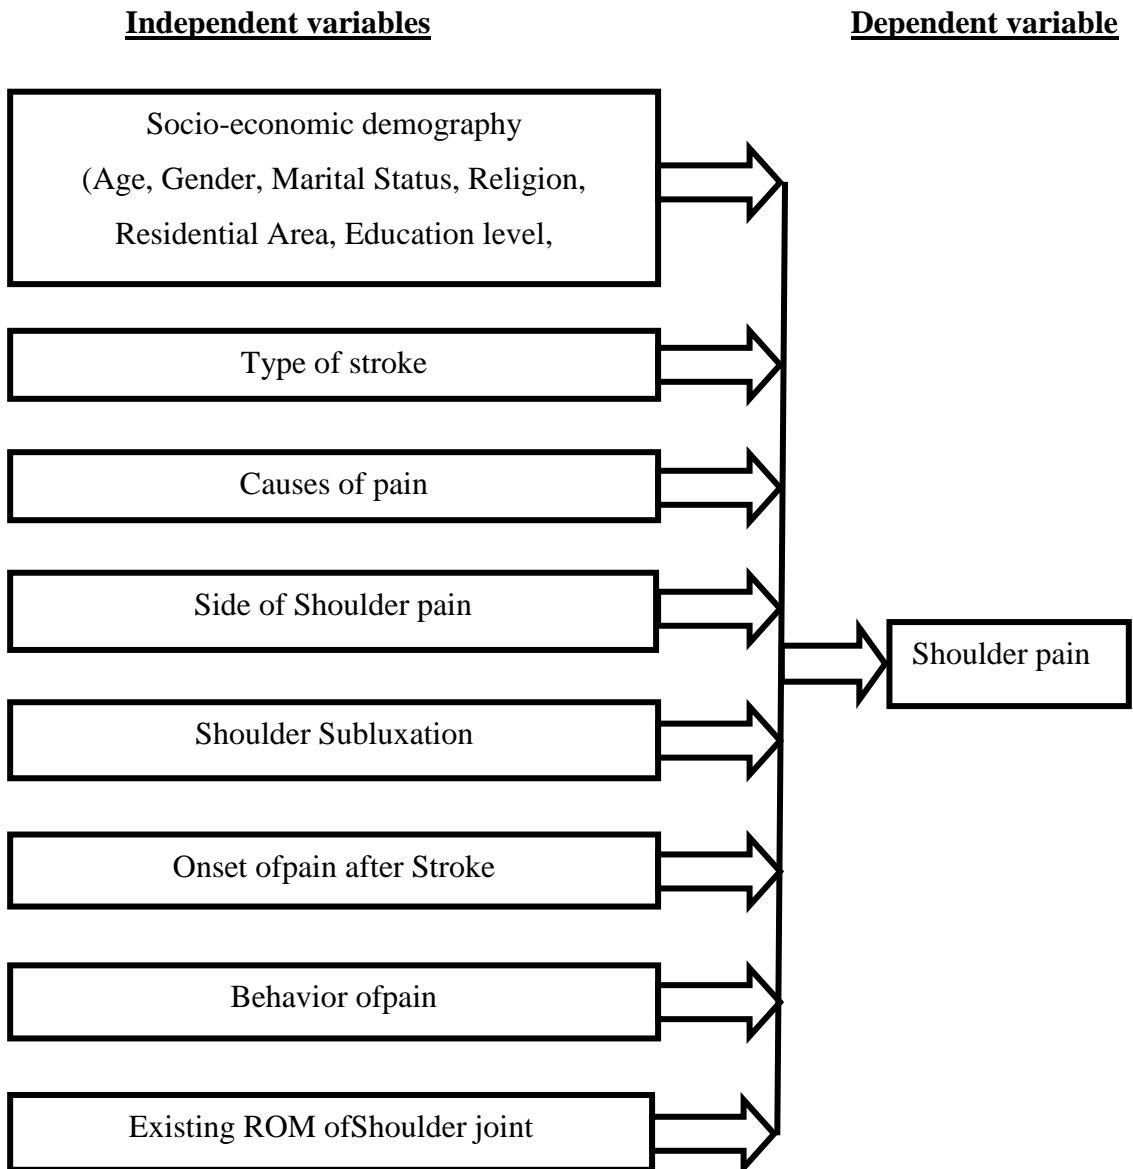 Independent variables
Dependent variable
Socio-economic demography
(Age, Gender, Marital Status, Religion,
Residential Area, Education level,
Type of stroke
Causes of pain
Side of Shoulder pain
Shoulder pain
Shoulder Subluxation
Onset ofpain after Stroke
Behavior ofpain
Existing ROM ofShoulder joint